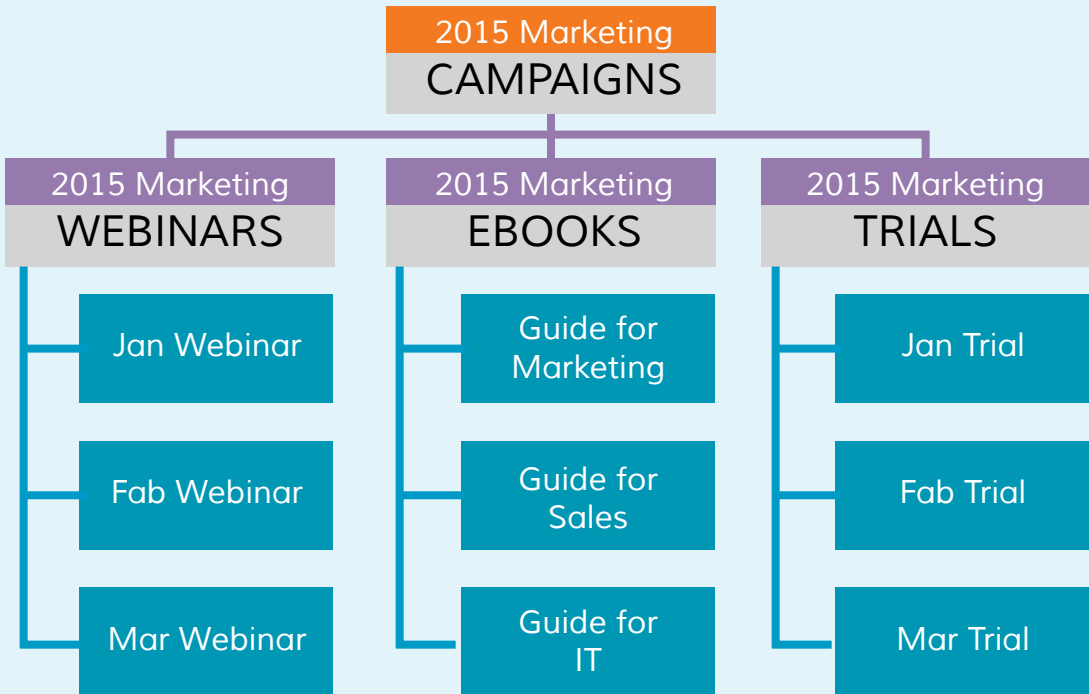 2015 Marketing
CAMPAIGNS
2015 Marketing
WEBINARS
Jan Webinar
Fab Webinar
Mar Webinar
2015 Marketing
EBOOKS
Guide for
Marketing
Guide for
Sales
Guide for
IT
2015 Marketing
TRIALS
Jan Trial
Fab Trial
Mar Trial